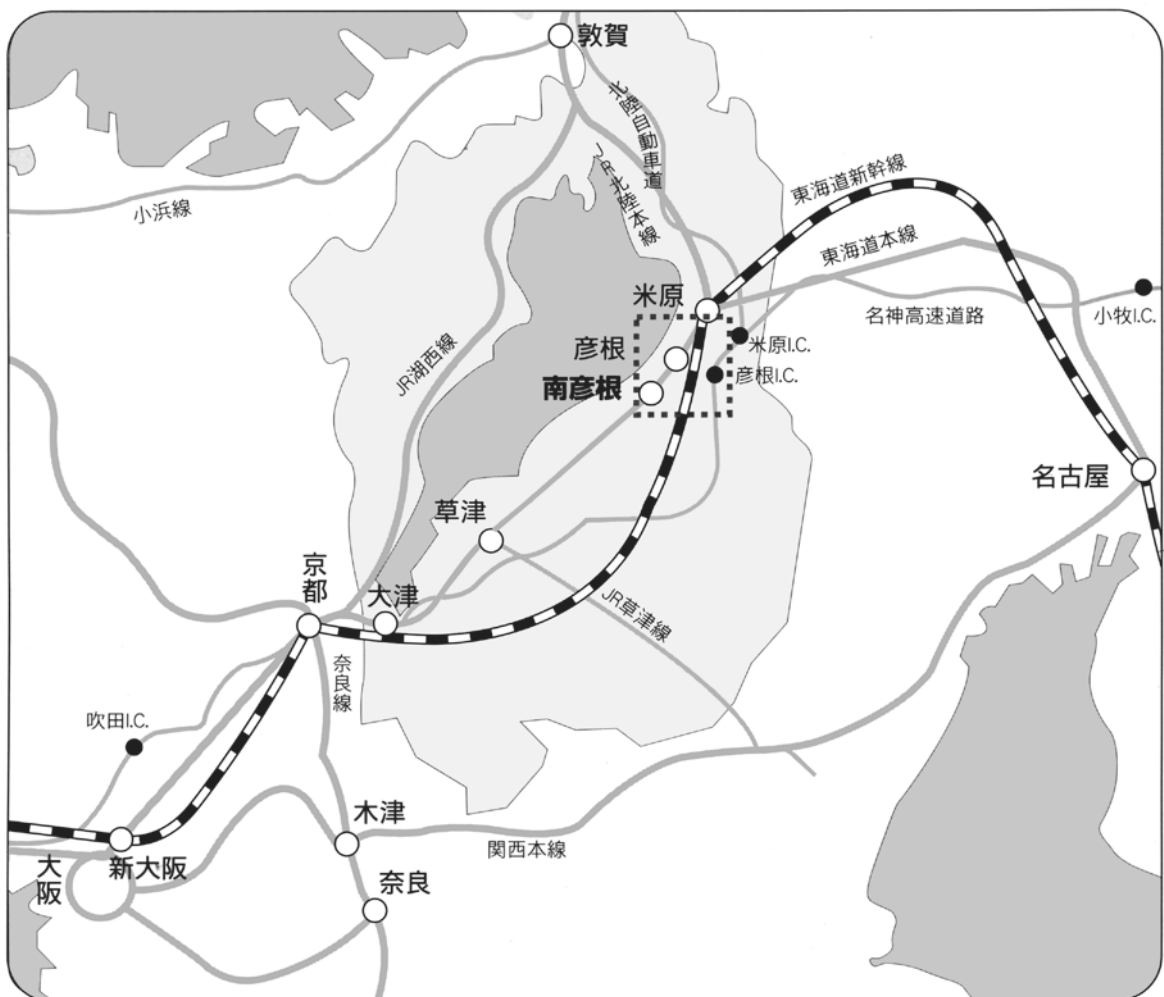 敦賀
北陸自動車道
JR北陸本線
小浜線
東海道新幹線
東海道本線
米原
名神高速道路
小牧I.C.
米原I.C.
彦根
彦根I.C.
南彦根
JR湖西線
名古屋
草津
京都
大津
JR草津線
奈良線
吹田I.C.
木津
関西本線
大阪
新大阪
奈良